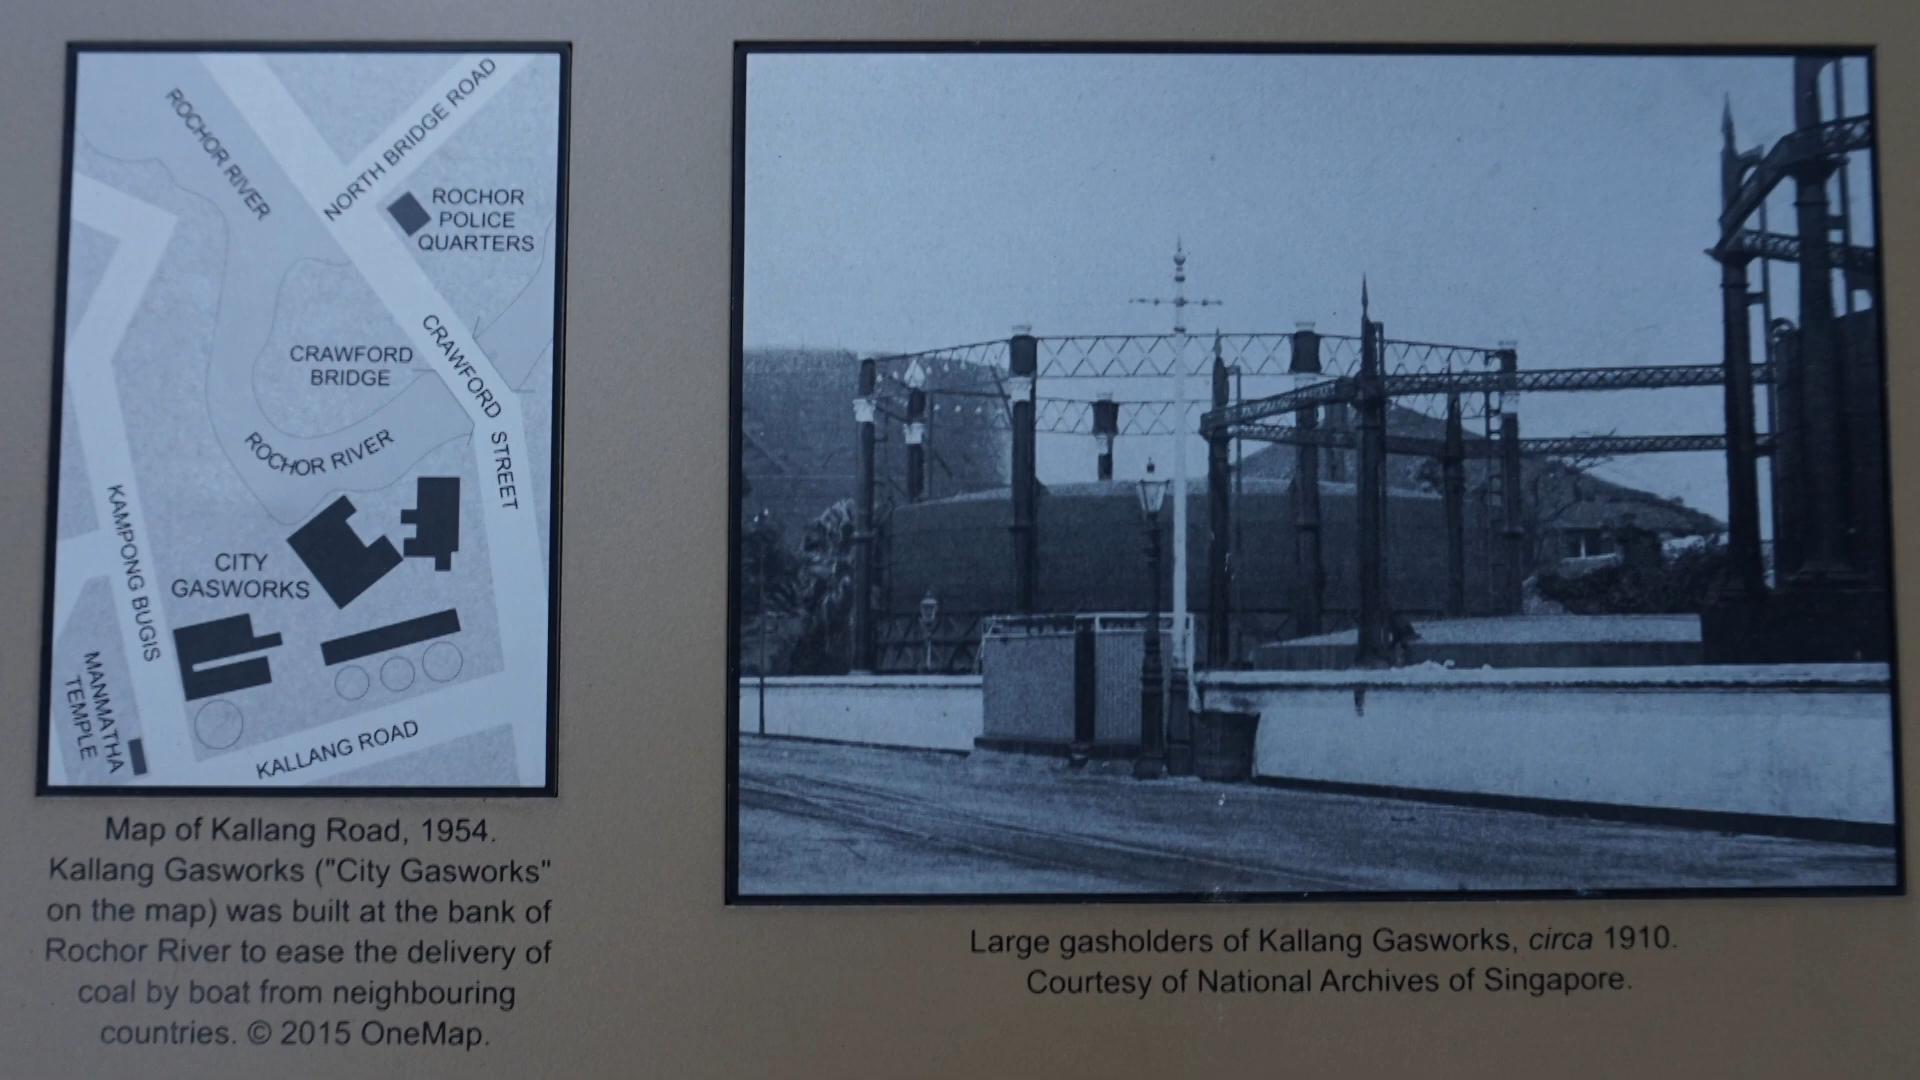 ROCHOR RIVER
NORTH BRIDGE ROAD
ROCHOR
POLICE
QUARTERS
CRAWFORD
BRIDGE
CRAWFORD STREET
ROCHOR RIVER
KAMPONG BUGIS
CITY
GASWORKS
MANMATHA
TEMPLE
KALLANG ROAD
Map of Kallang Road, 1954.
Kallang Gasworks ("City Gasworks"
on the map) was built at the bank of
Rochor River to ease the delivery of
coal by boat from neighbouring
countries. © 2015 OneMap.
Large gasholders of Kallang Gasworks, circa 1910.
Courtesy of National Archives of Singapore.